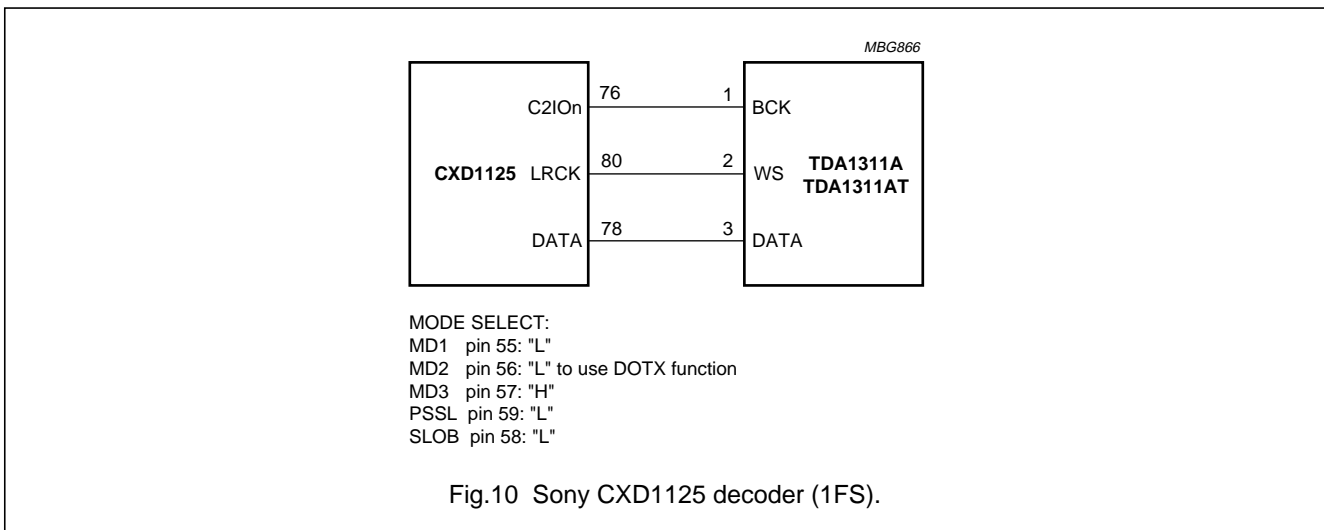 MBG866
C2IOn 76 1 BCK
CXD1125 LRCK 80 2 WS TDA1311A
TDA1311AT
DATA 78 3 DATA
MODE SELECT:
MD1 pin 55: "L"
MD2 pin 56: "L" to use DOTX function
MD3 pin 57: "H"
PSSL pin 59: "L"
SLOB pin 58: "L"
Fig.10 Sony CXD1125 decoder (1FS).